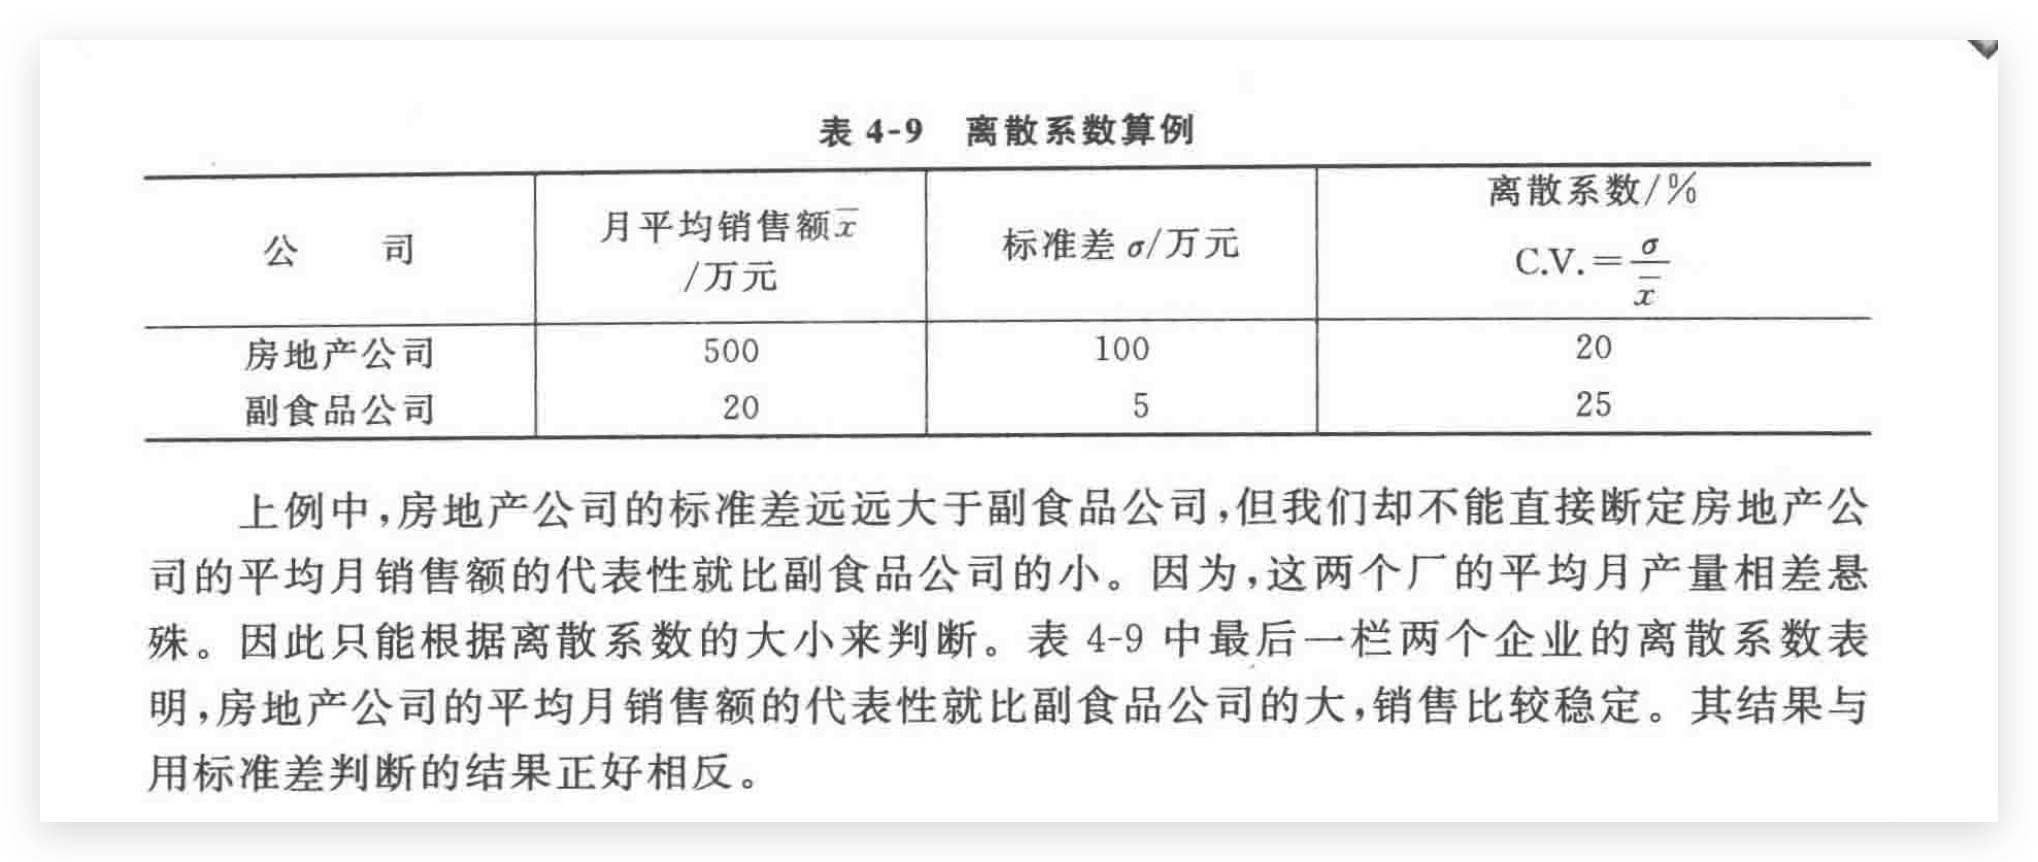 表 4-9 离散系数算例
公 司
月平均销售额x̄
/万元
标准差 σ/万元
离散系数/%
C.V.=σ/x̄
房地产公司 500 100 20
副食品公司 20 5 25
上例中,房地产公司的标准差远远大于副食品公司,但我们却不能直接断定房地产公
司的平均月销售额的代表性就比副食品公司的小。因为,这两个厂的平均月产量相差悬
殊。因此只能根据离散系数的大小来判断。表 4-9 中最后一栏两个企业的离散系数表
明,房地产公司的平均月销售额的代表性就比副食品公司的大,销售比较稳定。其结果与
用标准差判断的结果正好相反。